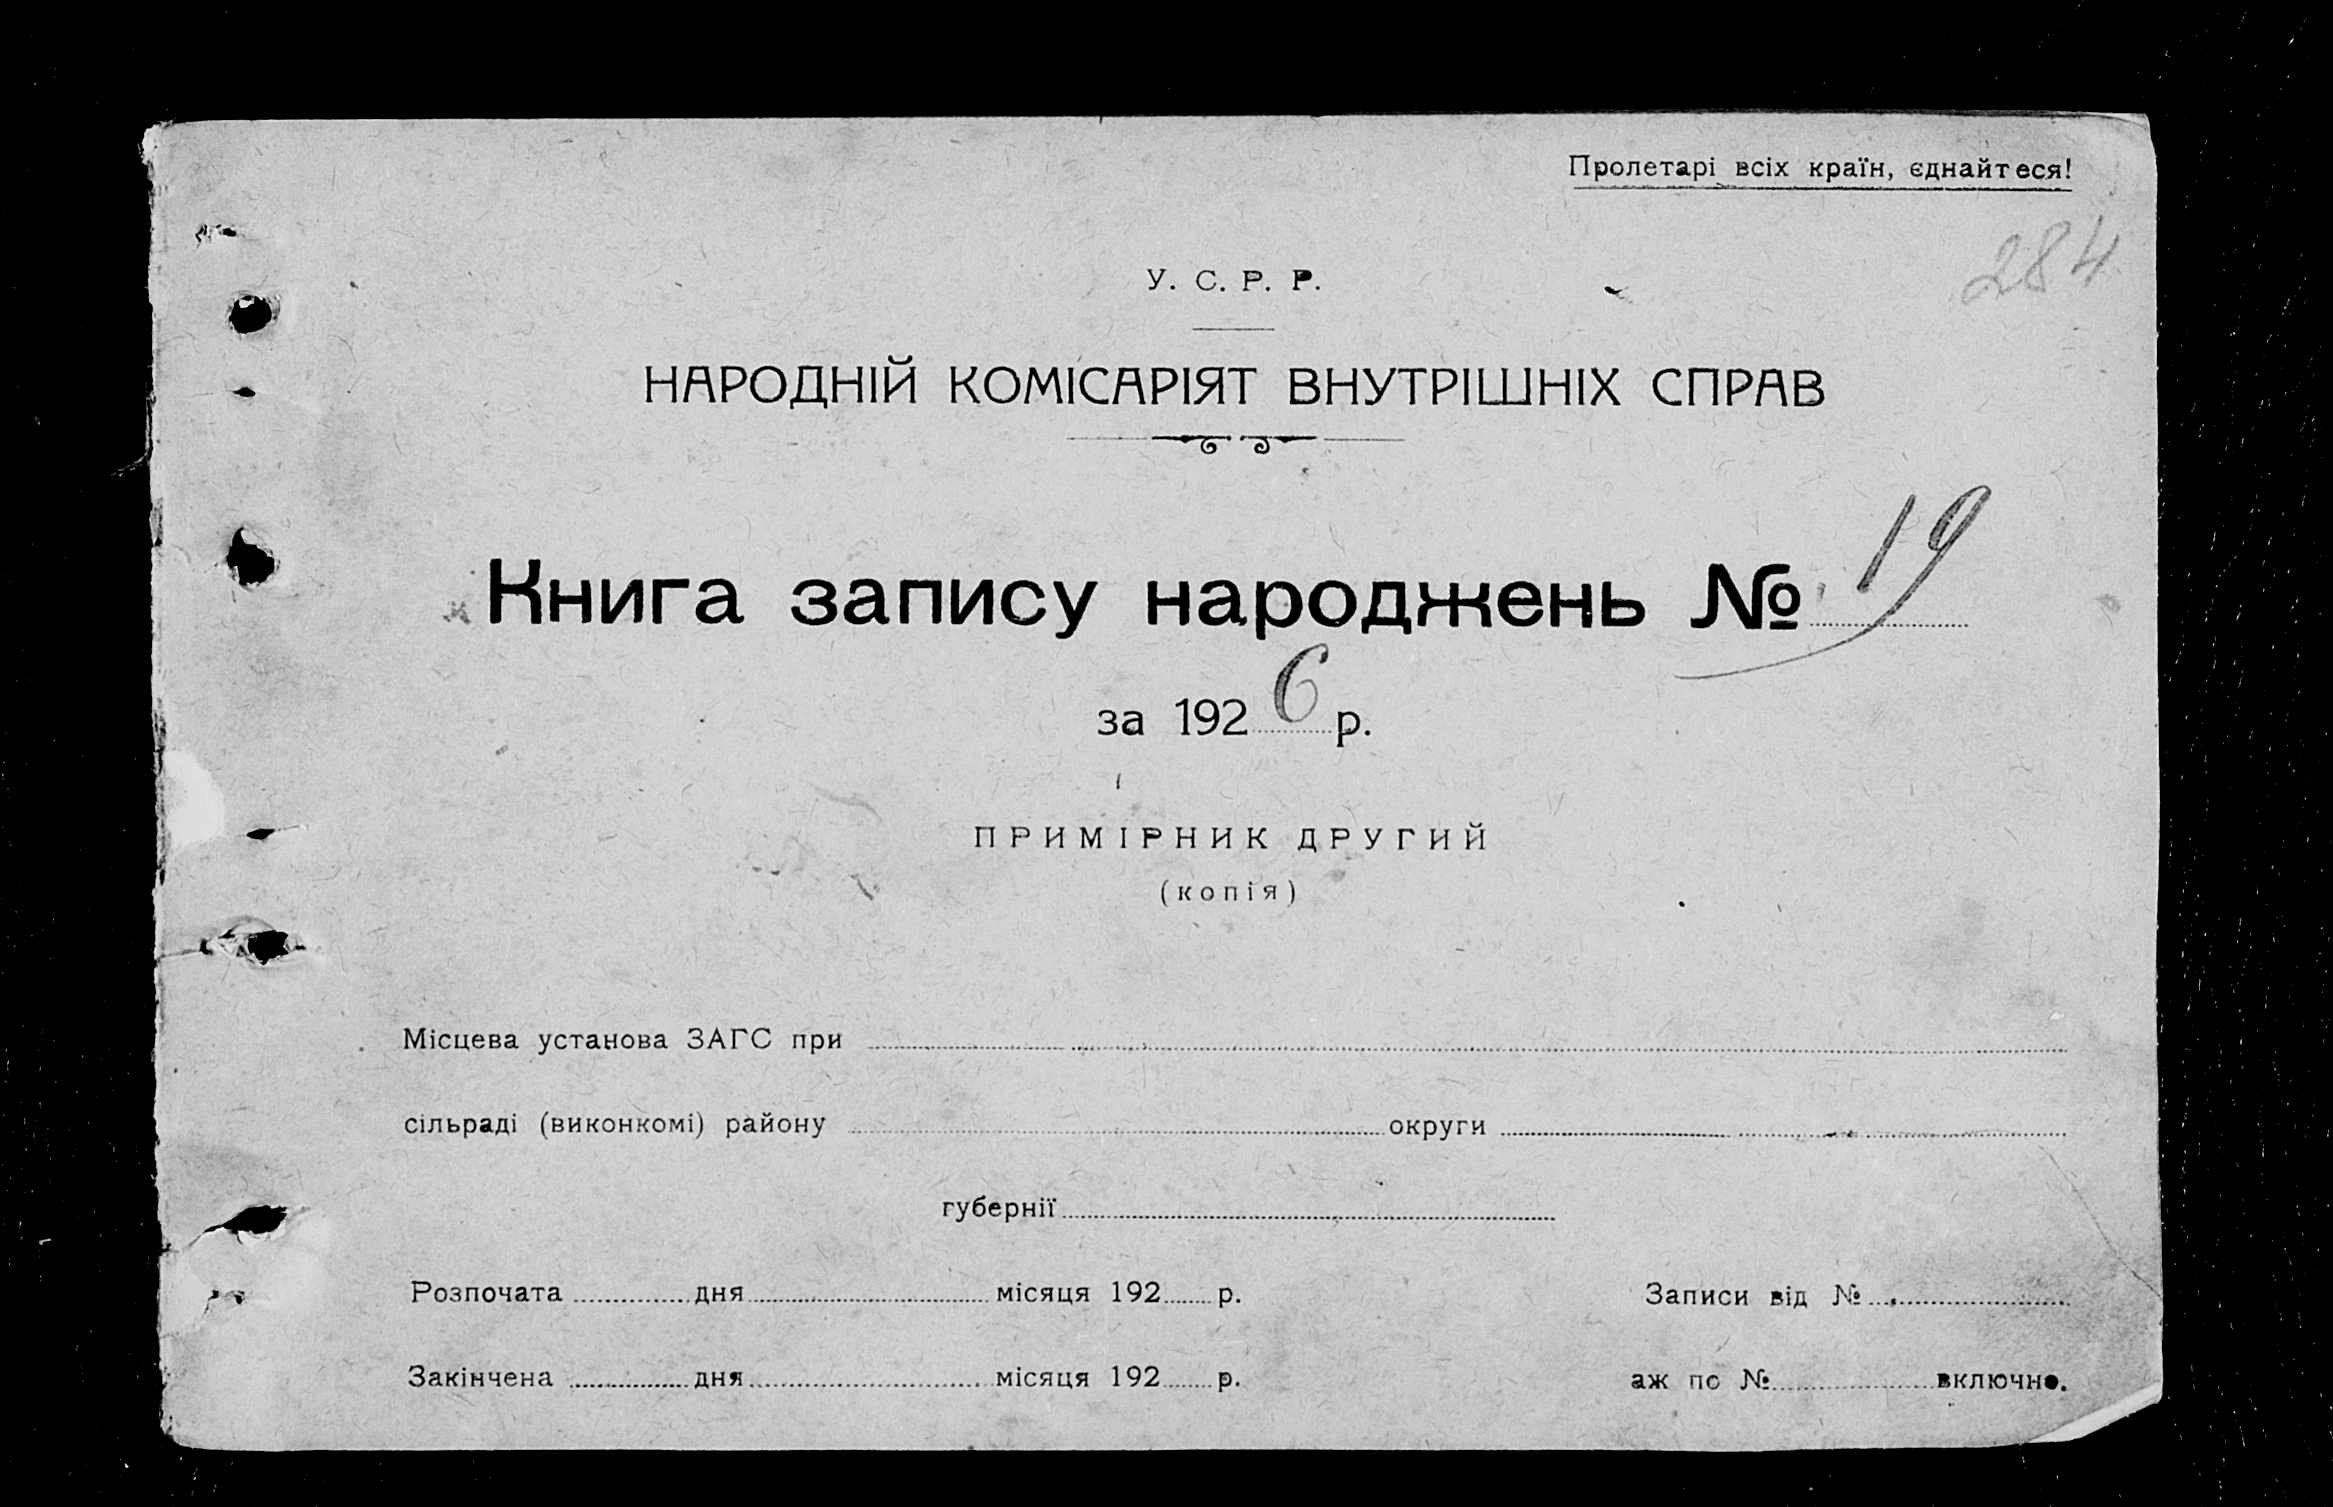 Пролетарі всіх країн, єднайтеся!
284
У. С. Р. Р.
НАРОДНІЙ КОМІСАРІЯТ ВНУТРІШНІХ СПРАВ
Книга запису народжень № 19
за 1926 р.
ПРИМІРНИК ДРУГИЙ
(копія)
Місцева установа ЗАГС при
сільраді (виконкомі) району округи
губернії
Розпочата дня місяця 192 р. Записи від №
Закінчена дня місяця 192 р. аж по № включно.